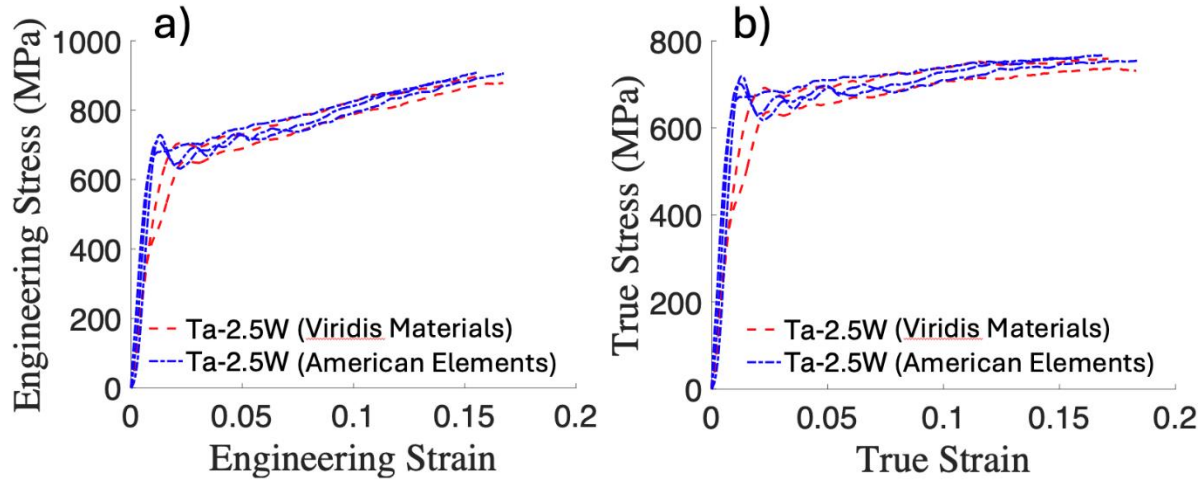 a)
Engineering Stress (MPa)
1000
800
600
400
200
0
Ta-2.5W (Viridis Materials)
Ta-2.5W (American Elements)
0 0.05 0.1 0.15 0.2
Engineering Strain
b)
True Stress (MPa)
800
600
400
200
0
Ta-2.5W (Viridis Materials)
Ta-2.5W (American Elements)
0 0.05 0.1 0.15 0.2
True Strain